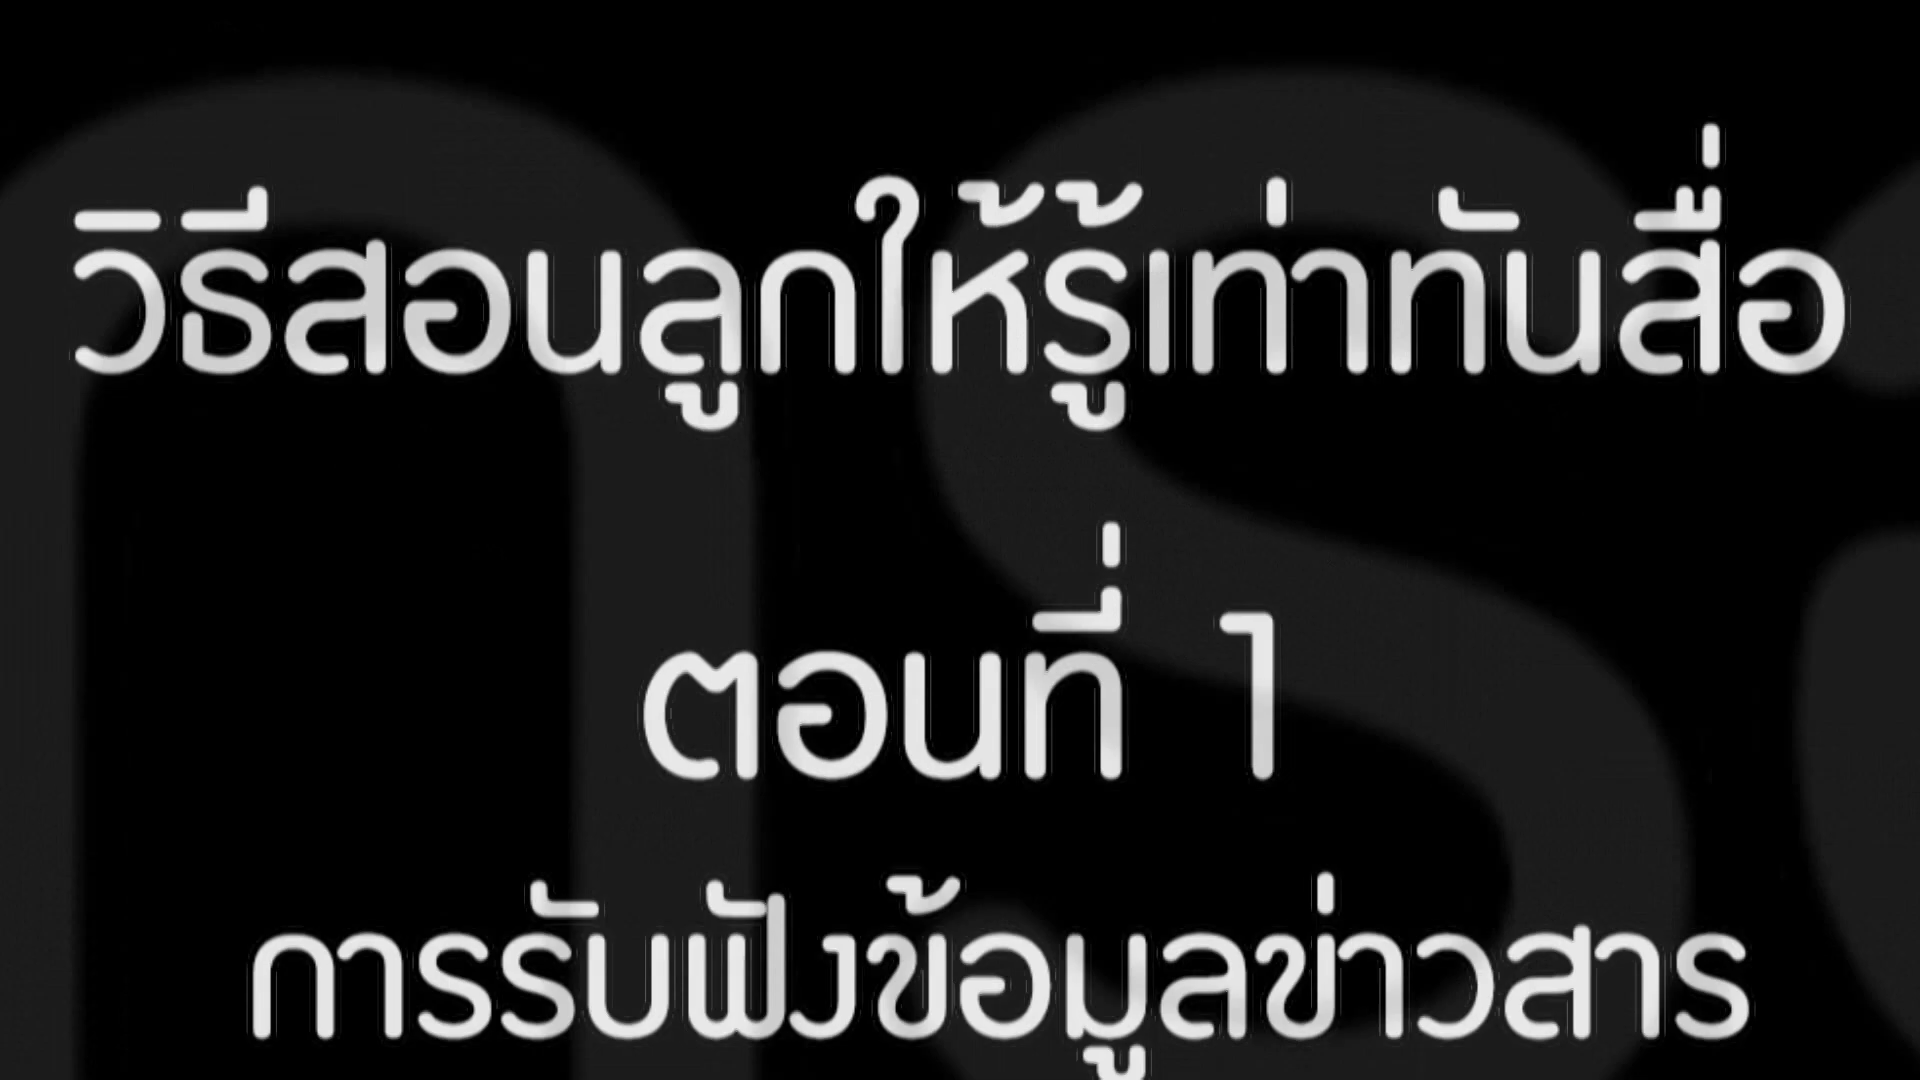 วิธีสอนลูกให้รู้เท่าทันสื่อ
ตอนที่ 1
การรับฟังข้อมูลข่าวสาร